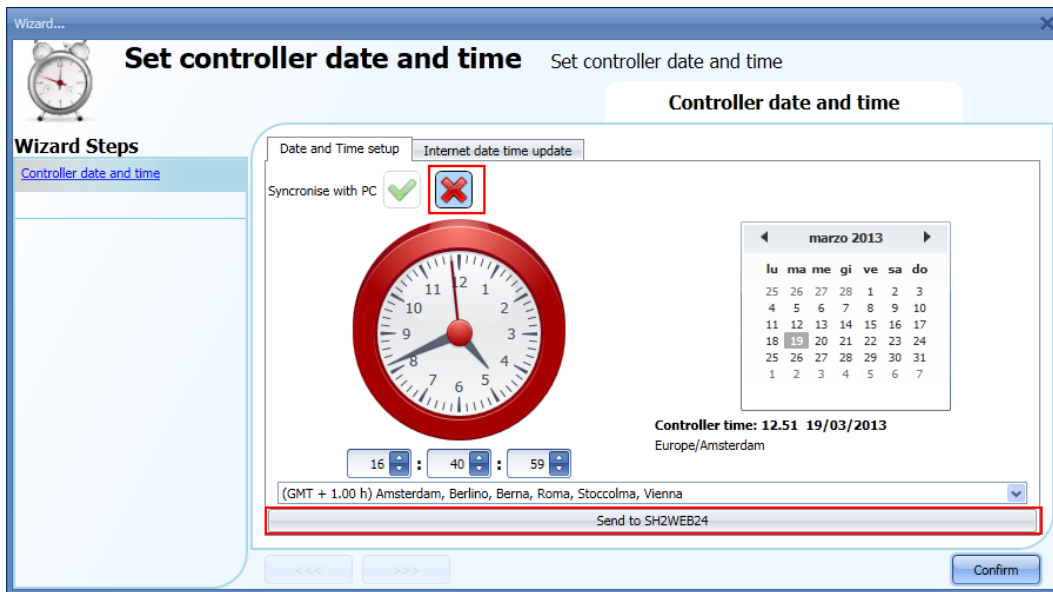 Wizard...
Set controller date and time Set controller date and time
Controller date and time
Wizard Steps
Controller date and time
Date and Time setup Internet date time update
Syncronise with PC
12 1 2 3 4 5 6 7 8 9 10 11
marzo 2013
lu ma me gi ve sa do
25 26 27 28 1 2 3
4 5 6 7 8 9 10
11 12 13 14 15 16 17
18 19 20 21 22 23 24
25 26 27 28 29 30 31
1 2 3 4 5 6 7
Controller time: 12.51 19/03/2013
Europe/Amsterdam
16 : 40 : 59
(GMT + 1.00 h) Amsterdam, Berlino, Berna, Roma, Stoccolma, Vienna
Send to SH2WEB24
<<< >>> Confirm